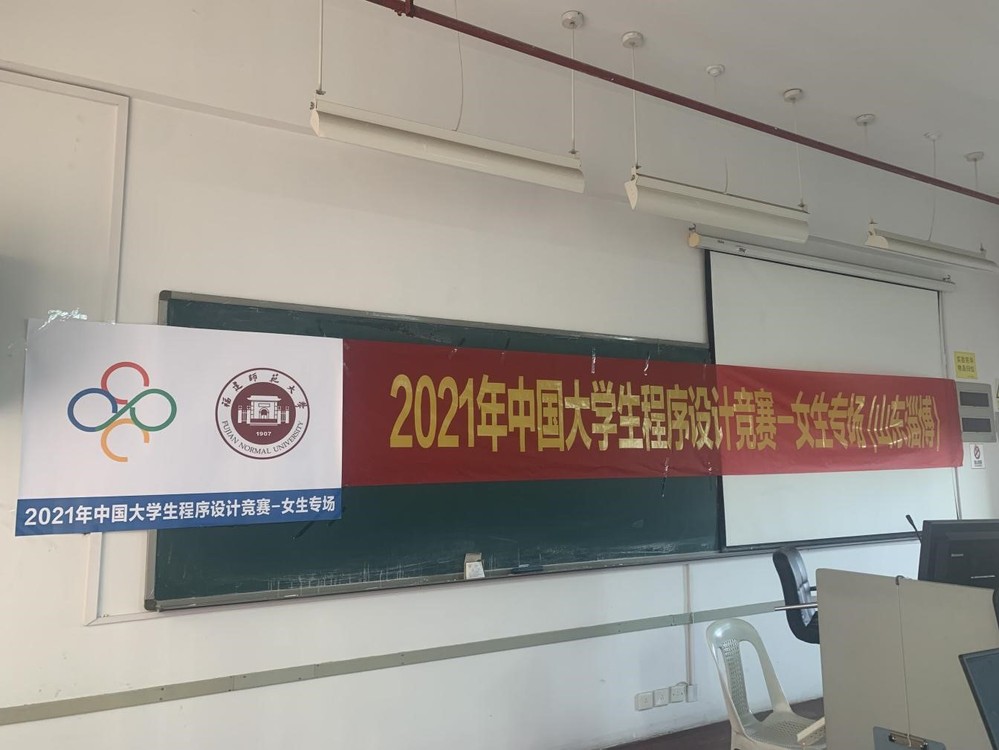 福建师范大学
1907
FUJIAN NORMAL UNIVERSITY
2021年中国大学生程序设计竞赛-女生专场
2021年中国大学生程序设计竞赛-女生专场(山东淄博)